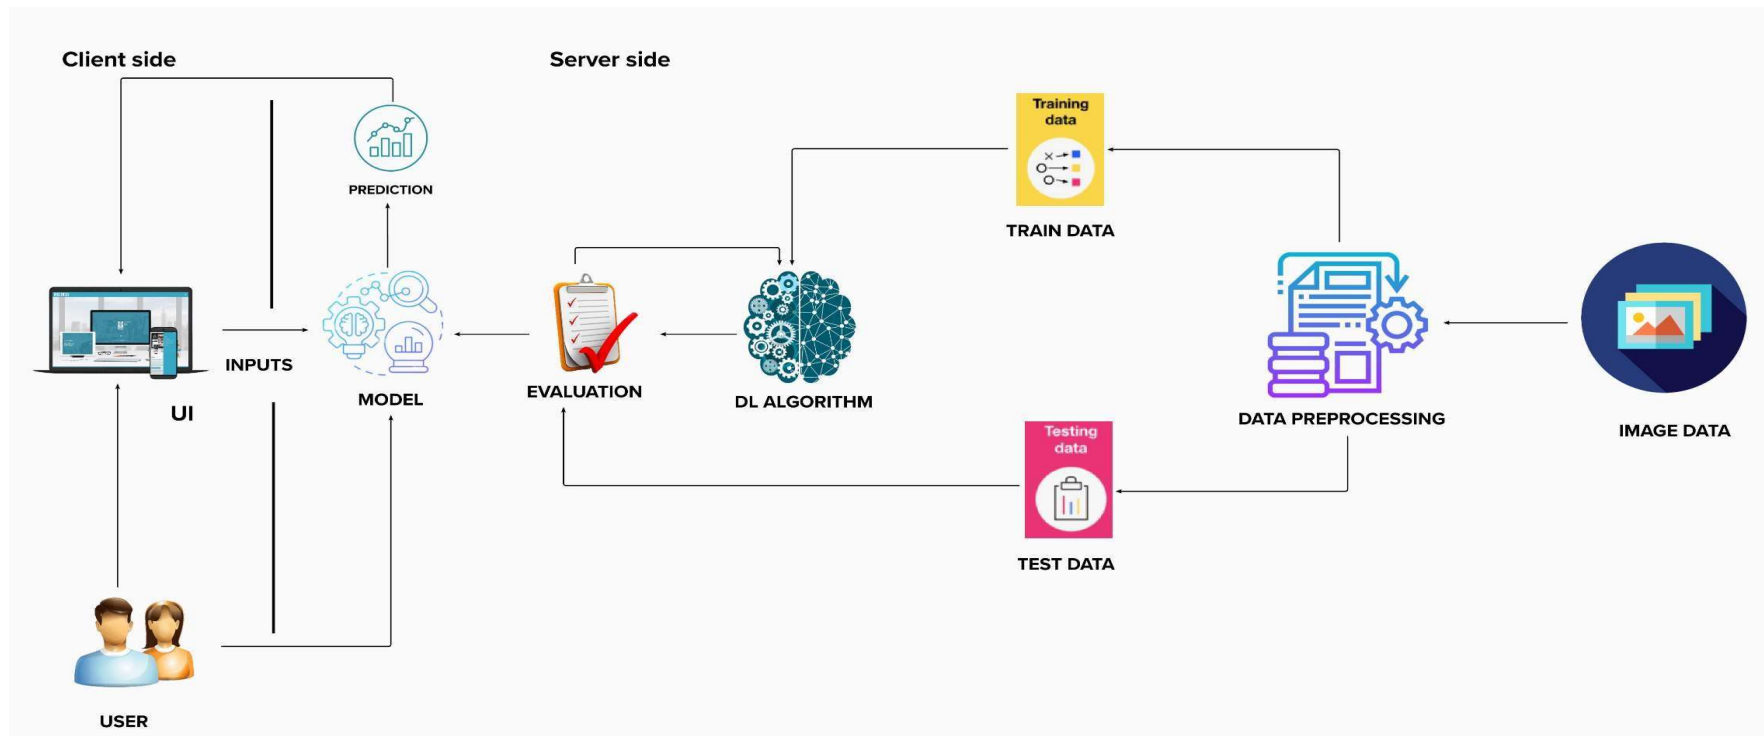 Client side
Server side
Training
data
PREDICTION
TRAIN DATA
INPUTS
UI
MODEL
EVALUATION
DL ALGORITHM
Testing
data
DATA PREPROCESSING
IMAGE DATA
TEST DATA
USER